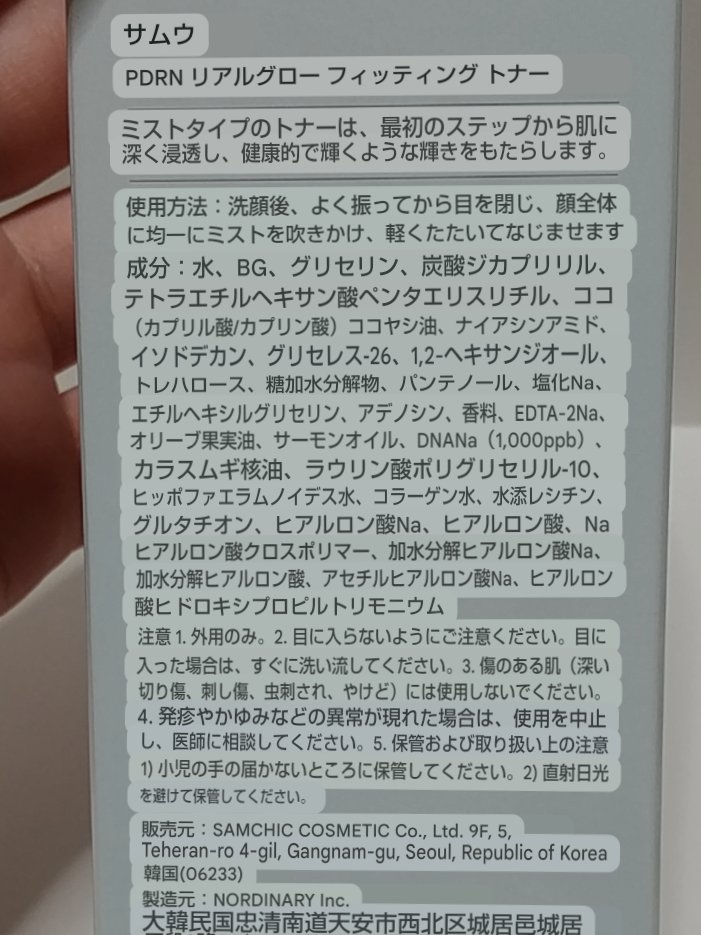 サムウ
PDRN リアルグロー フィッティング トナー
ミストタイプのトナーは、最初のステップから肌に
深く浸透し、健康的で輝くような輝きをもたらします。
使用方法：洗顔後、よく振ってから目を閉じ、顔全体
に均一にミストを吹きかけ、軽くたたいてなじませます
成分：水、BG、グリセリン、炭酸ジカプリリル、
テトラエチルヘキサン酸ペンタエリスリチル、ココ
（カプリル酸/カプリン酸）ココヤシ油、ナイアシンアミド、
イソドデカン、グリセレス-26、1,2-ヘキサンジオール、
トレハロース、糖加水分解物、パンテノール、塩化Na、
エチルヘキシルグリセリン、アデノシン、香料、EDTA-2Na、
オリーブ果実油、サーモンオイル、DNANa（1,000ppb）、
カラスムギ核油、ラウリン酸ポリグリセリル-10、
ヒッポファエラムノイデス水、コラーゲン水、水添レシチン、
グルタチオン、ヒアルロン酸Na、ヒアルロン酸、Na
ヒアルロン酸クロスポリマー、加水分解ヒアルロン酸Na、
加水分解ヒアルロン酸、アセチルヒアルロン酸Na、ヒアルロン
酸ヒドロキシプロピルトリモニウム
注意 1. 外用のみ。2. 目に入らないようにご注意ください。目に
入った場合は、すぐに洗い流してください。3. 傷のある肌（深い
切り傷、刺し傷、虫刺され、やけど）には使用しないでください。
4. 発疹やかゆみなどの異常が現れた場合は、使用を中止
し、医師に相談してください。5. 保管および取り扱い上の注意
1) 小児の手の届かないところに保管してください。2) 直射日光
を避けて保管してください。
販売元：SAMCHIC COSMETIC Co., Ltd. 9F, 5,
Teheran-ro 4-gil, Gangnam-gu, Seoul, Republic of Korea
韓国(06233)
製造元：NORDINARY Inc.
大韓民国忠清南道天安市西北区城居邑城居